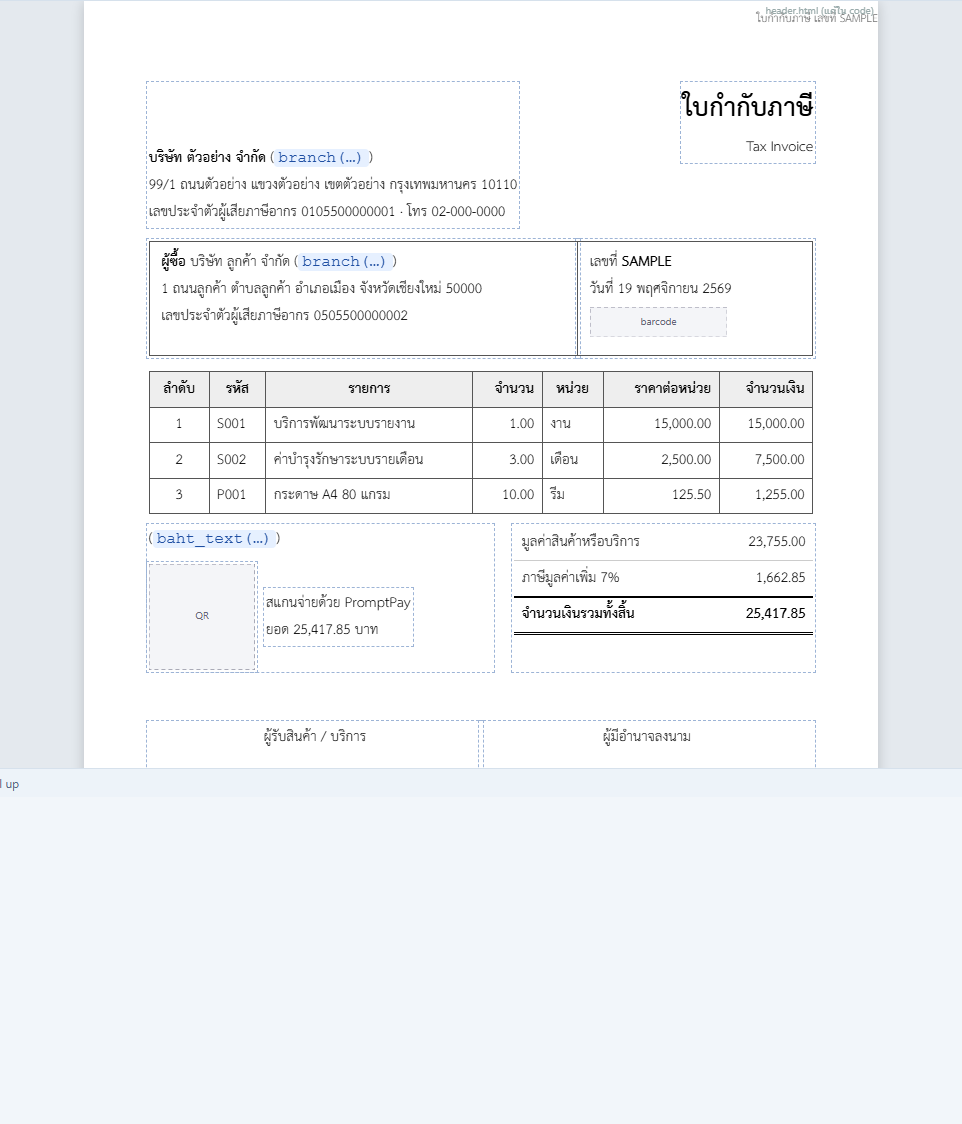 header.html (แก้ใน code)
ใบกำกับภาษี เลขที่ SAMPLE
ใบกำกับภาษี
Tax Invoice
บริษัท ตัวอย่าง จำกัด (branch(…))
99/1 ถนนตัวอย่าง แขวงตัวอย่าง เขตตัวอย่าง กรุงเทพมหานคร 10110
เลขประจำตัวผู้เสียภาษีอากร 0105500000001 · โทร 02-000-0000
ผู้ซื้อ บริษัท ลูกค้า จำกัด (branch(…))
1 ถนนลูกค้า ตำบลลูกค้า อำเภอเมือง จังหวัดเชียงใหม่ 50000
เลขประจำตัวผู้เสียภาษีอากร 0505500000002
เลขที่ SAMPLE
วันที่ 19 พฤศจิกายน 2569
barcode
ลำดับ รหัส รายการ จำนวน หน่วย ราคาต่อหน่วย จำนวนเงิน
1 S001 บริการพัฒนาระบบรายงาน 1.00 งาน 15,000.00 15,000.00
2 S002 ค่าบำรุงรักษาระบบรายเดือน 3.00 เดือน 2,500.00 7,500.00
3 P001 กระดาษ A4 80 แกรม 10.00 รีม 125.50 1,255.00
(baht_text(…))
QR
สแกนจ่ายด้วย PromptPay
ยอด 25,417.85 บาท
มูลค่าสินค้าหรือบริการ 23,755.00
ภาษีมูลค่าเพิ่ม 7% 1,662.85
จำนวนเงินรวมทั้งสิ้น 25,417.85
ผู้รับสินค้า / บริการ
ผู้มีอำนาจลงนาม
up